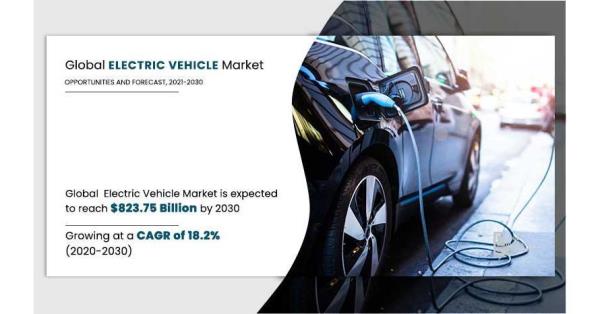 Global ELECTRIC VEHICLE Market
OPPORTUNITIES AND FORECAST, 2021-2030
Global Electric Vehicle Market is expected
to reach $823.75 Billion by 2030
Growing at a CAGR of 18.2%
(2020-2030)